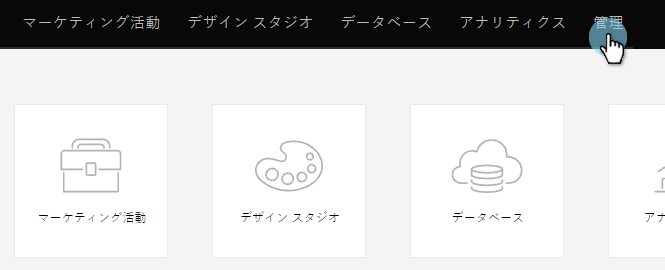 マーケティング活動 デザイン スタジオ データベース アナリティクス 管理
マーケティング活動 デザイン スタジオ データベース アナ